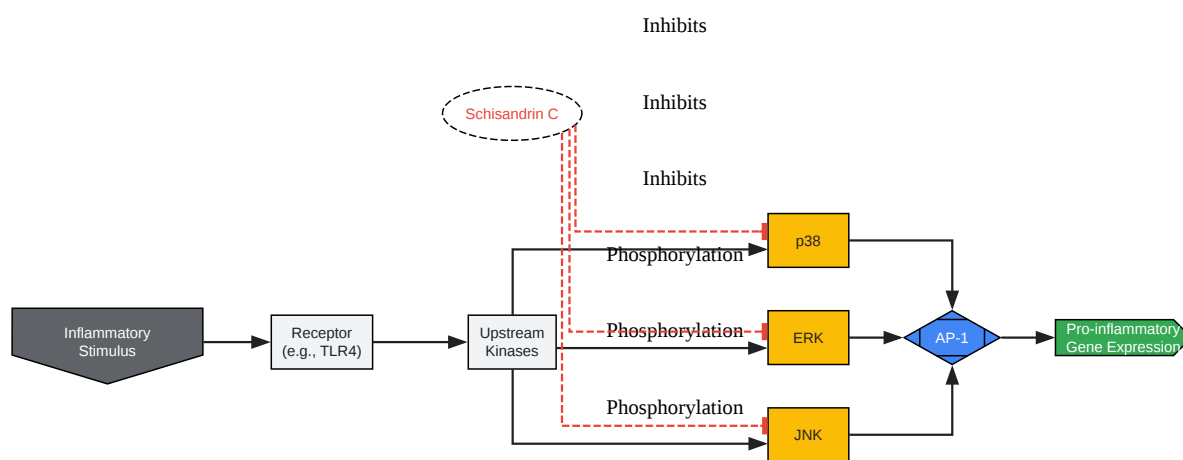 Inhibits
Inhibits
Schisandrin C
Inhibits
p38
Phosphorylation
Inflammatory
Stimulus
Receptor
(e.g., TLR4)
Upstream
Kinases
Phosphorylation
ERK
AP-1
Pro-inflammatory
Gene Expression
Phosphorylation
JNK